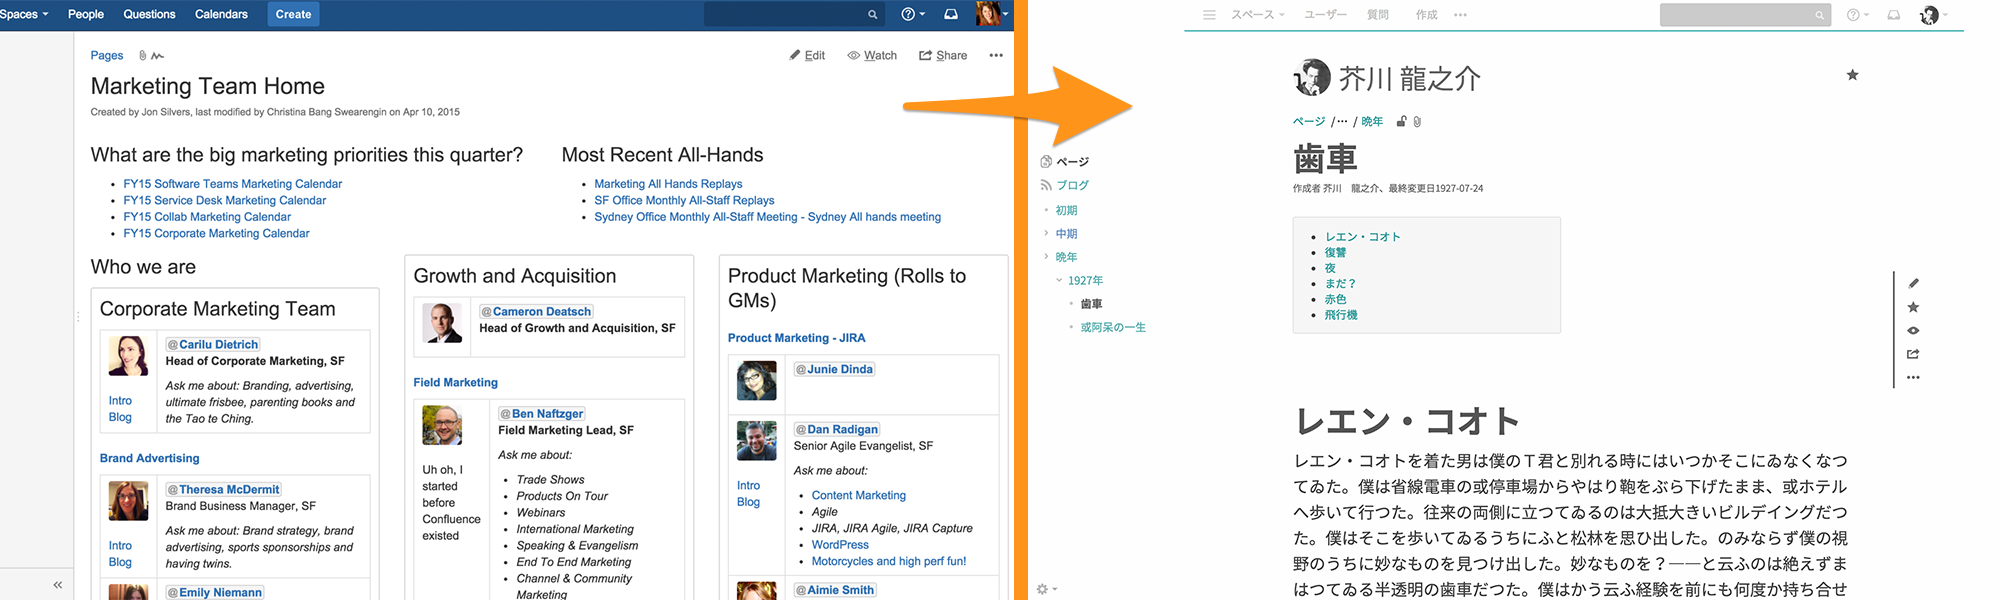 Spaces People Questions Calendars Create
Pages
Edit Watch Share
Marketing Team Home
Created by Jon Silvers, last modified by Christina Bang Swearengin on Apr 10, 2015
What are the big marketing priorities this quarter?
FY15 Software Teams Marketing Calendar
FY15 Service Desk Marketing Calendar
FY15 Collab Marketing Calendar
FY15 Corporate Marketing Calendar
Most Recent All-Hands
Marketing All Hands Replays
SF Office Monthly All-Staff Replays
Sydney Office Monthly All-Staff Meeting - Sydney All hands meeting
Who we are
Corporate Marketing Team
@Carilu Dietrich
Head of Corporate Marketing, SF
Ask me about: Branding, advertising,
ultimate frisbee, parenting books and
the Tao te Ching.
Intro
Blog
Brand Advertising
@Theresa McDermit
Brand Business Manager, SF
Ask me about: Brand strategy, brand
advertising, sports sponsorships and
having twins.
Intro
Blog
@Emily Niemann
Growth and Acquisition
@Cameron Deatsch
Head of Growth and Acquisition, SF
Field Marketing
@Ben Naftzger
Field Marketing Lead, SF
Ask me about:
Uh oh, I
started
before
Confluence
existed
Trade Shows
Products On Tour
Webinars
International Marketing
Speaking & Evangelism
End To End Marketing
Channel & Community
Marketing
Product Marketing (Rolls to
GMs)
Product Marketing - JIRA
@Junie Dinda
@Dan Radigan
Senior Agile Evangelist, SF
Ask me about:
Intro
Blog
Content Marketing
Agile
JIRA, JIRA Agile, JIRA Capture
WordPress
Motorcycles and high perf fun!
@Aimie Smith
スペース ユーザー 質問 作成
ページ
ブログ
初期
中期
晩年
1927年
歯車
或阿呆の一生
芥川 龍之介
ページ /··· / 晩年
歯車
作成者 芥川　龍之介、最終変更日1927-07-24
レエン・コオト
復讐
夜
まだ？
赤色
飛行機
レエン・コオト
レエン・コオトを着た男は僕のＴ君と別れる時にはいつかそこにゐなくなつ
てゐた。僕は省線電車の或停車場からやはり鞄をぶら下げたまま、或ホテル
へ歩いて行つた。往来の両側に立つてゐるのは大抵大きいビルデイングだつ
た。僕はそこを歩いてゐるうちにふと松林を思ひ出した。のみならず僕の視
野のうちに妙なものを見つけ出した。妙なものを？――と云ふのは絶えずま
はつてゐる半透明の歯車だつた。僕はかう云ふ経験を前にも何度か持ち合せ